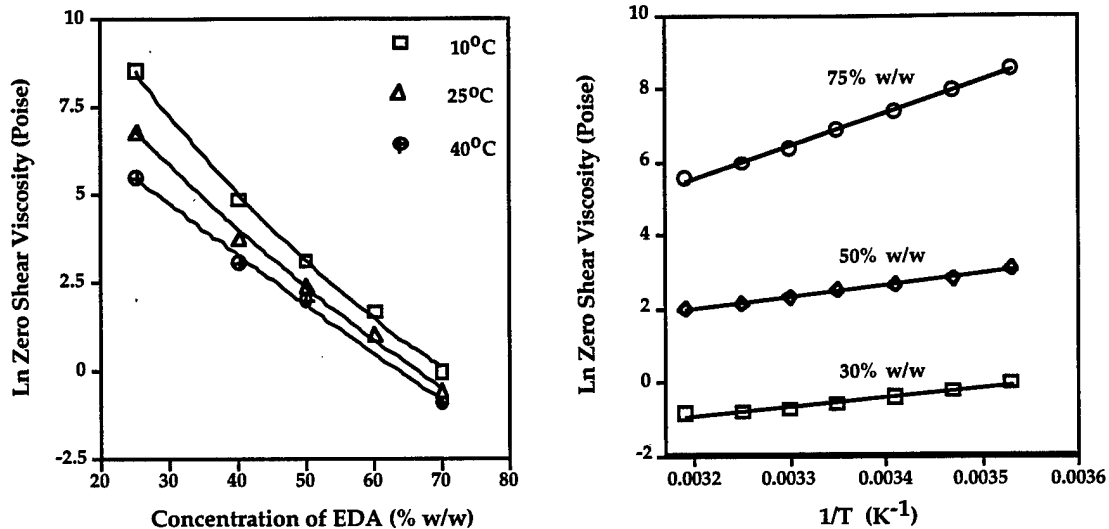 Ln Zero Shear Viscosity (Poise)
10
7.5
5
2.5
0
-2.5
20 30 40 50 60 70 80
Concentration of EDA (% w/w)
10°C
25°C
40°C
Ln Zero Shear Viscosity (Poise)
10
8
6
4
2
0
-2
0.0032 0.0033 0.0034 0.0035 0.0036
1/T (K⁻¹)
75% w/w
50% w/w
30% w/w